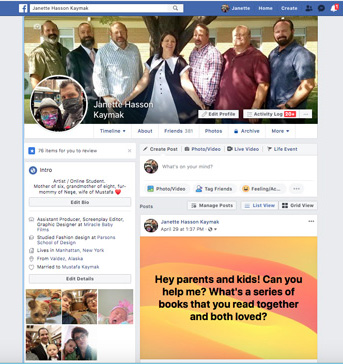 Janette Hasson Kaymak
Janette Home Create
Janette Hasson
Kaymak
Edit Profile Activity Log 20+
Timeline About Friends 381 Photos Archive More
76 items for you to review
Create Post Photo/Video Live Video Life Event
What's on your mind?
Photo/Video Tag Friends Feeling/Ac...
Intro
Artist / Online Student.
Mother of six, grandmother of eight, fur-
mommy of Nege, wife of Mustafa
Edit Bio
Assistant Producer, Screenplay Editor,
Graphic Designer at Miracle Baby
Films
Studied Fashion design at Parsons
School of Design
Lives in Manhattan, New York
From Valdez, Alaska
Married to Mustafa Kaymak
Edit Details
Posts Manage Posts List View Grid View
Janette Hasson Kaymak
April 29 at 1:37 PM
Hey parents and kids! Can you
help me? What's a series of
books that you read together
and both loved?